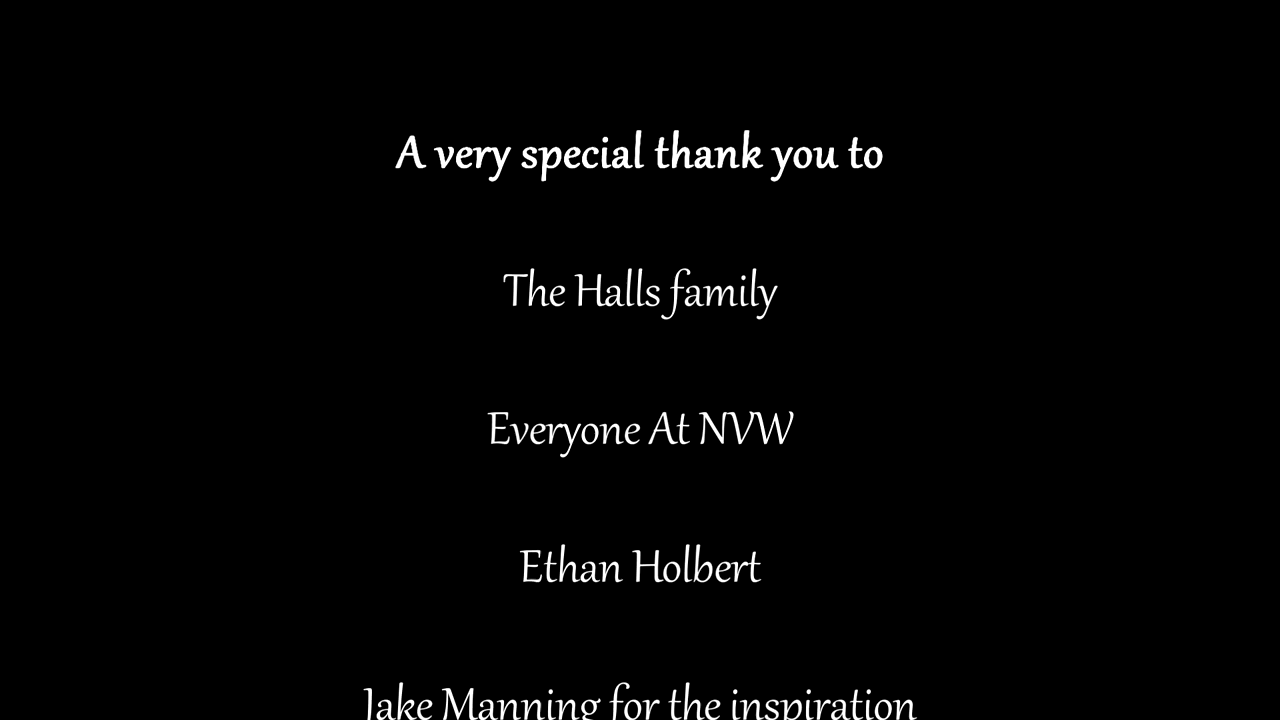 A very special thank you to
The Halls family
Everyone At NVW
Ethan Holbert
Jake Manning for the inspiration